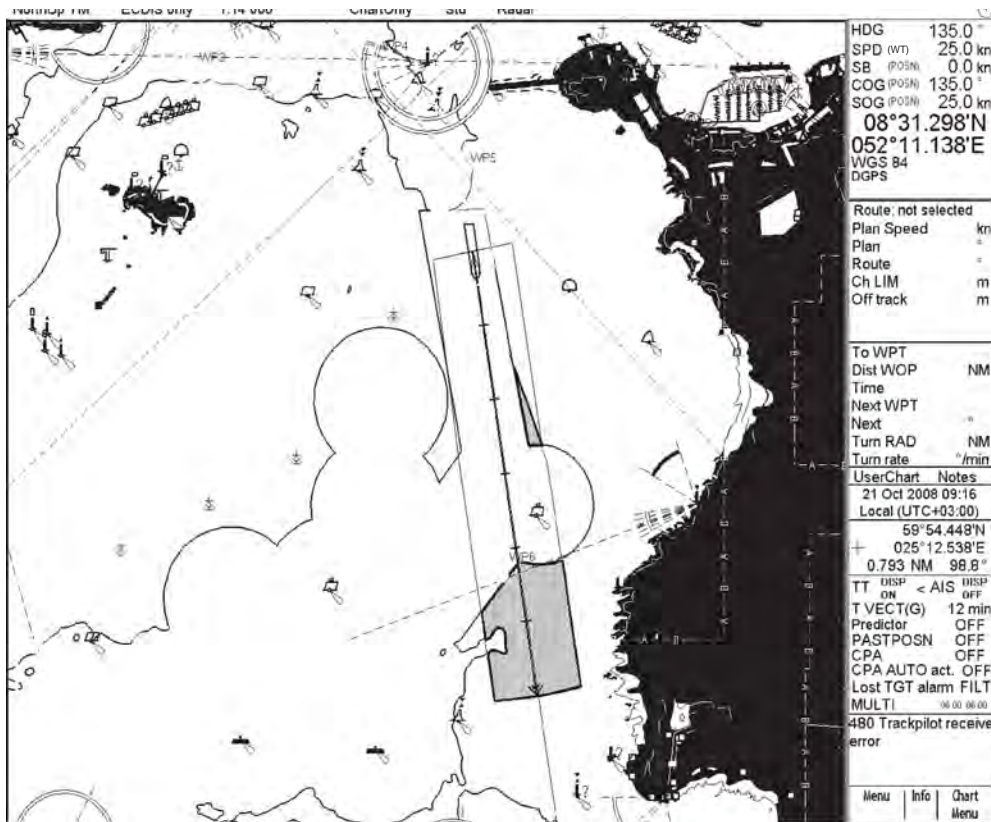 NorthUp TM ECDIS only 1:14 000 ChartOnly Std Radar
HDG 135.0 °
SPD (WT) 25.0 kn
SB (POSN) 0.0 kn
COG (POSN) 135.0 °
SOG (POSN) 25.0 kn
08°31.298'N
052°11.138'E
WGS 84
DGPS
Route: not selected
Plan Speed kn
Plan °
Route °
Ch LIM m
Off track m
To WPT
Dist WOP NM
Time
Next WPT
Next °
Turn RAD NM
Turn rate °/min
UserChart Notes
21 Oct 2008 09:16
Local (UTC+03:00)
59°54.448'N
025°12.538'E
0.793 NM 98.8°
TT DISP ON < AIS DISP OFF
T VECT(G) 12 min
Predictor OFF
PASTPOSN OFF
CPA OFF
CPA AUTO act. OFF
Lost TGT alarm FILT
MULTI
480 Trackpilot receive
error
Menu Info Chart
Menu
WP3
WP4
WP5
WP6